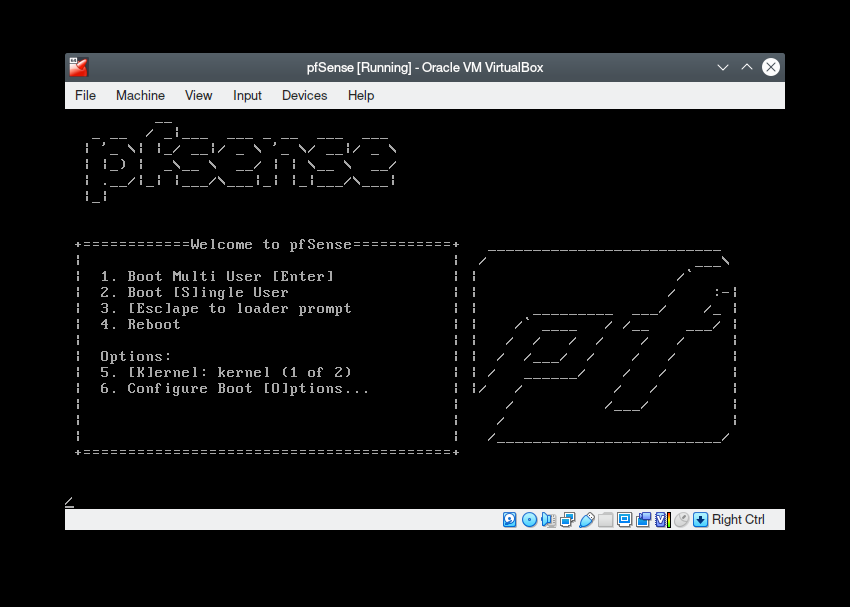 pfSense [Running] - Oracle VM VirtualBox
File Machine View Input Devices Help
pfsense
Welcome to pfSense
1. Boot Multi User [Enter]
2. Boot [S]ingle User
3. [Esc]ape to loader prompt
4. Reboot
Options:
5. [K]ernel: kernel (1 of 2)
6. Configure Boot [O]ptions...
pf
Right Ctrl